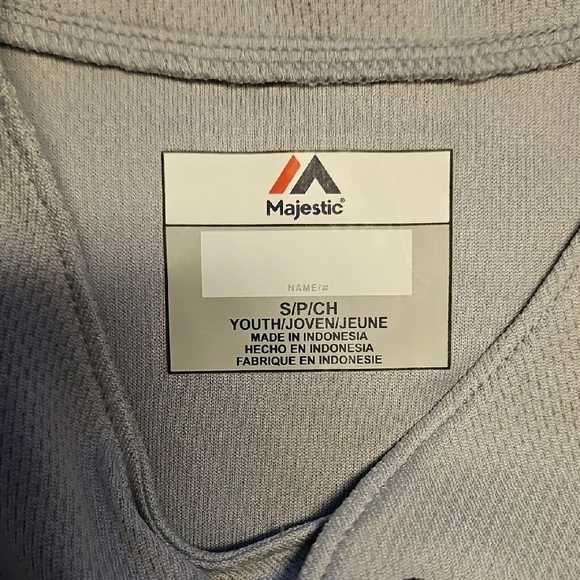 Majestic®
NAME/#
S/P/CH
YOUTH/JOVEN/JEUNE
MADE IN INDONESIA
HECHO EN INDONESIA
FABRIQUE EN INDONESIE